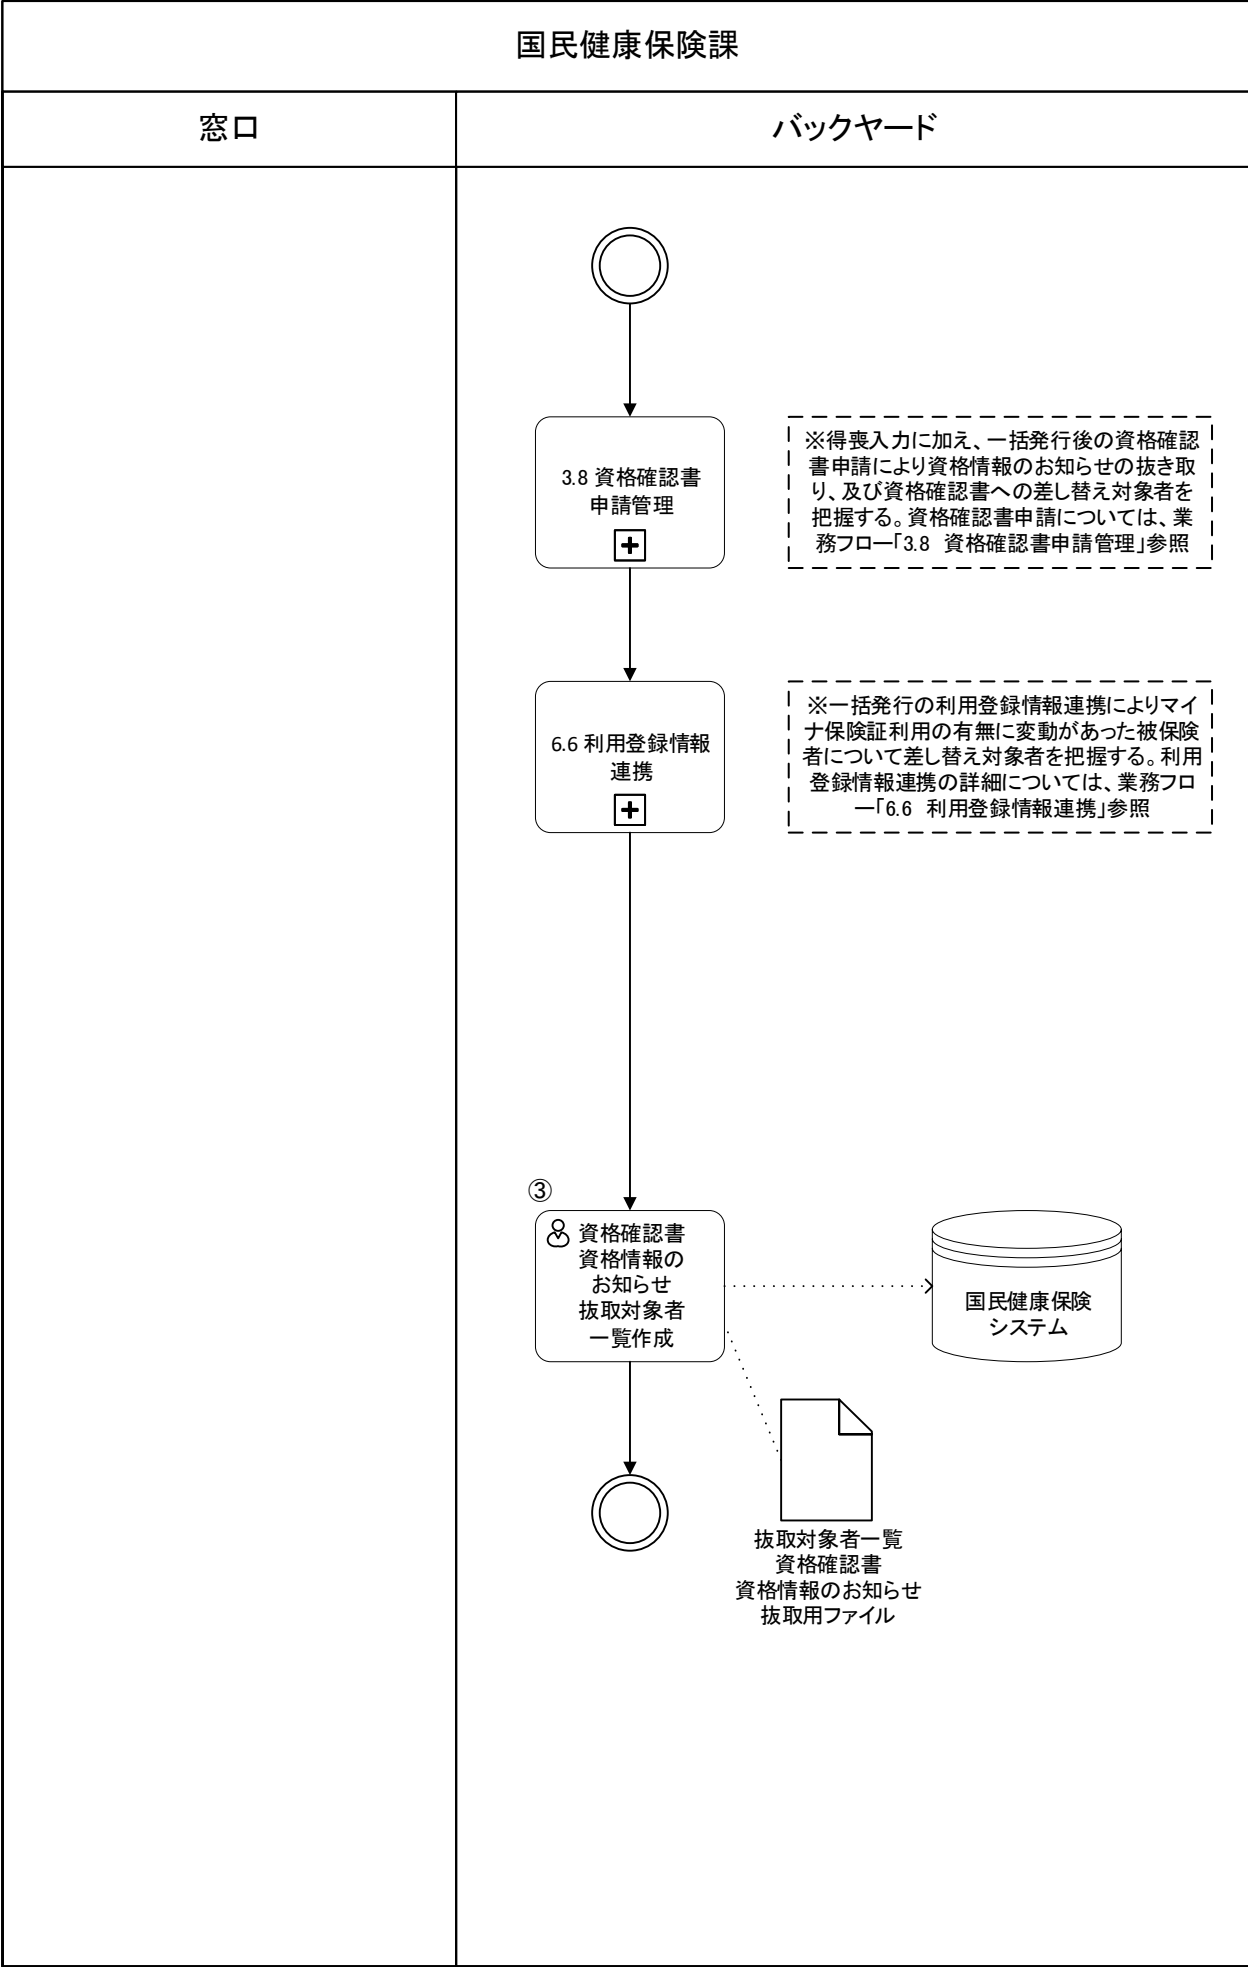 国民健康保険課
窓口
バックヤード
3.8 資格確認書
申請管理
※得喪入力に加え、一括発行後の資格確認
書申請により資格情報のお知らせの抜き取
り、及び資格確認書への差し替え対象者を
把握する。資格確認書申請については、業
務フロー「3.8 資格確認書申請管理」参照
6.6 利用登録情報
連携
※一括発行の利用登録情報連携によりマイ
ナ保険証利用の有無に変動があった被保険
者について差し替え対象者を把握する。利用
登録情報連携の詳細については、業務フロ
ー「6.6 利用登録情報連携」参照
③
資格確認書
資格情報の
お知らせ
抜取対象者
一覧作成
国民健康保険
システム
抜取対象者一覧
資格確認書
資格情報のお知らせ
抜取用ファイル